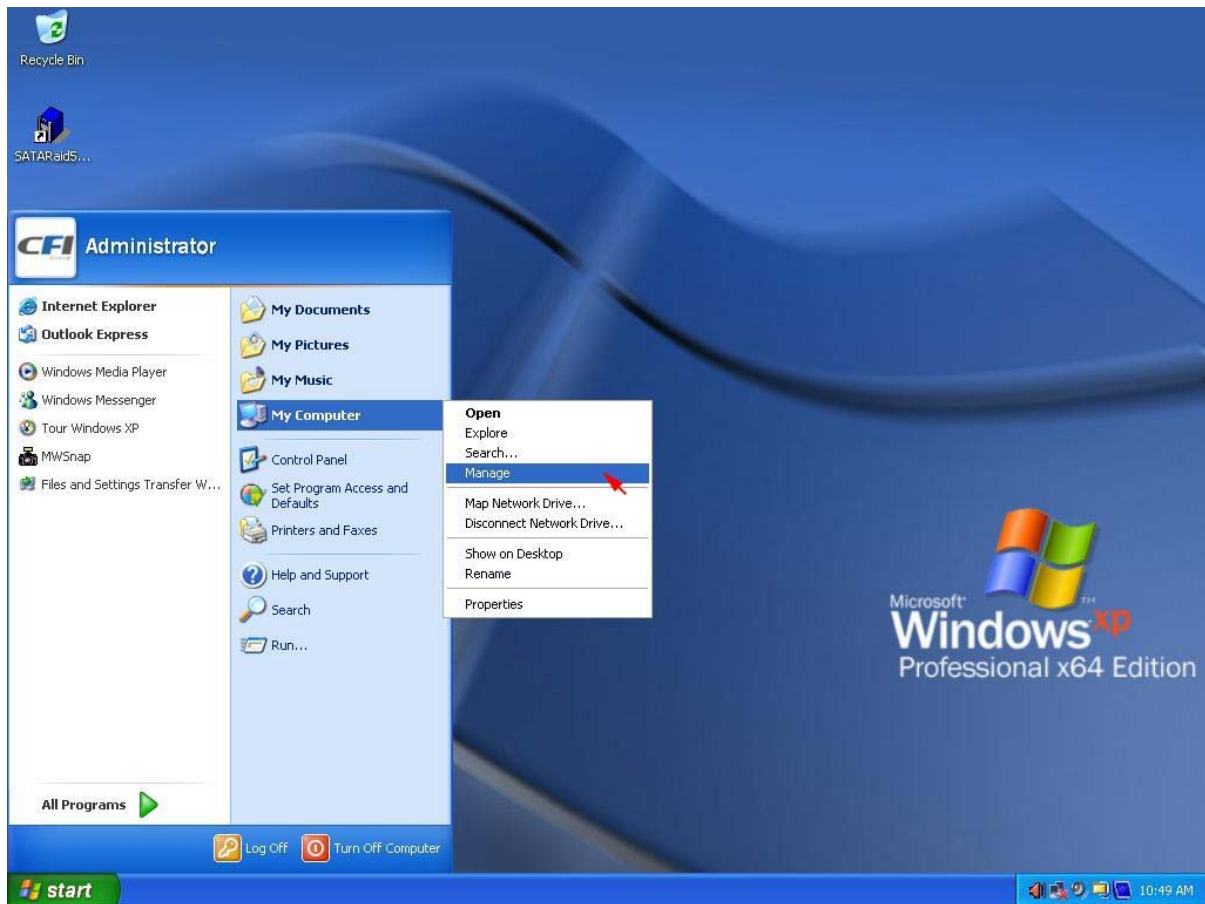 Recycle Bin
SATARaid5...
CFI
Administrator
Internet Explorer
Outlook Express
Windows Media Player
Windows Messenger
Tour Windows XP
MWSnap
Files and Settings Transfer W...
All Programs
My Documents
My Pictures
My Music
My Computer
Control Panel
Set Program Access and
Defaults
Printers and Faxes
Help and Support
Search
Run...
Open
Explore
Search...
Manage
Map Network Drive...
Disconnect Network Drive...
Show on Desktop
Rename
Properties
Microsoft
Windows xp TM
Professional x64 Edition
Log Off
Turn Off Computer
start
10:49 AM